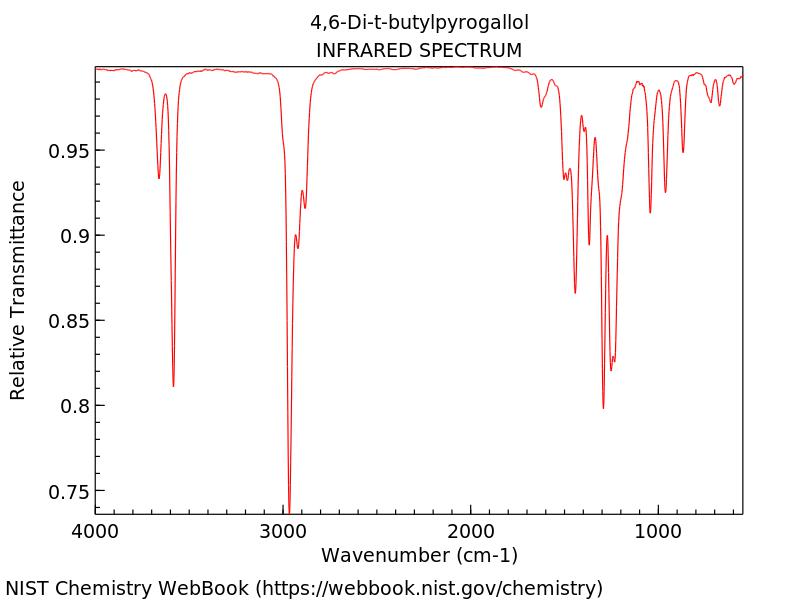 4,6-Di-t-butylpyrogallol
INFRARED SPECTRUM
Relative Transmittance
0.95
0.9
0.85
0.8
0.75
4000 3000 2000 1000
Wavenumber (cm-1)
NIST Chemistry WebBook (https://webbook.nist.gov/chemistry)